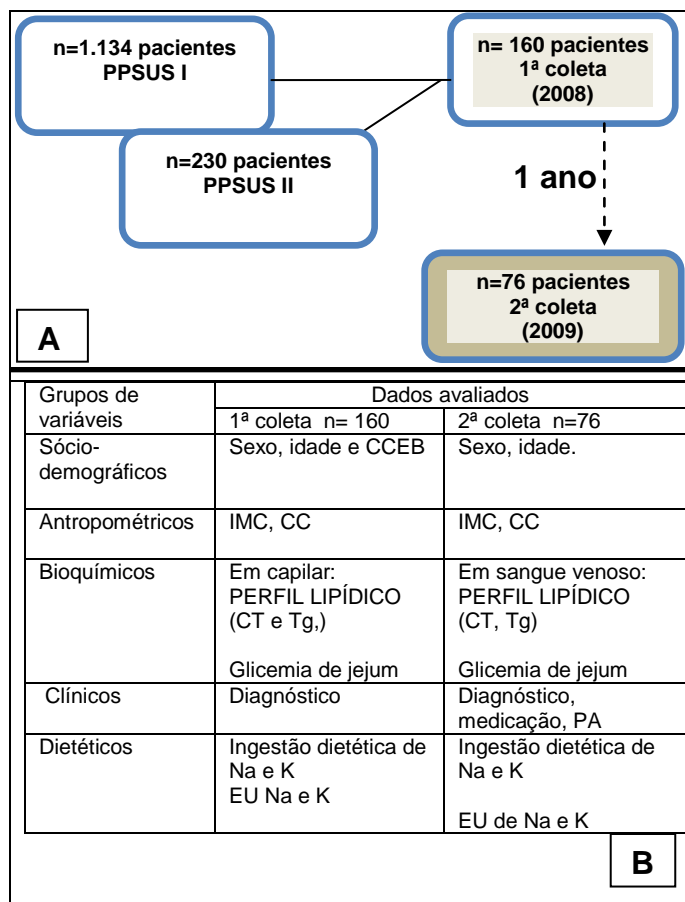 n=1.134 pacientes
PPSUS I
n= 160 pacientes
1ª coleta
(2008)
n=230 pacientes
PPSUS II
1 ano
n=76 pacientes
2ª coleta
(2009)
A
Grupos de
variáveis
Dados avaliados
1ª coleta n= 160
2ª coleta n=76
Sócio-
demográficos
Sexo, idade e CCEB
Sexo, idade.
Antropométricos
IMC, CC
IMC, CC
Bioquímicos
Em capilar:
PERFIL LIPÍDICO
(CT e Tg,)
Glicemia de jejum
Em sangue venoso:
PERFIL LIPÍDICO
(CT, Tg)
Glicemia de jejum
Clínicos
Diagnóstico
Diagnóstico,
medicação, PA
Dietéticos
Ingestão dietética de
Na e K
EU Na e K
Ingestão dietética de
Na e K
EU de Na e K
B